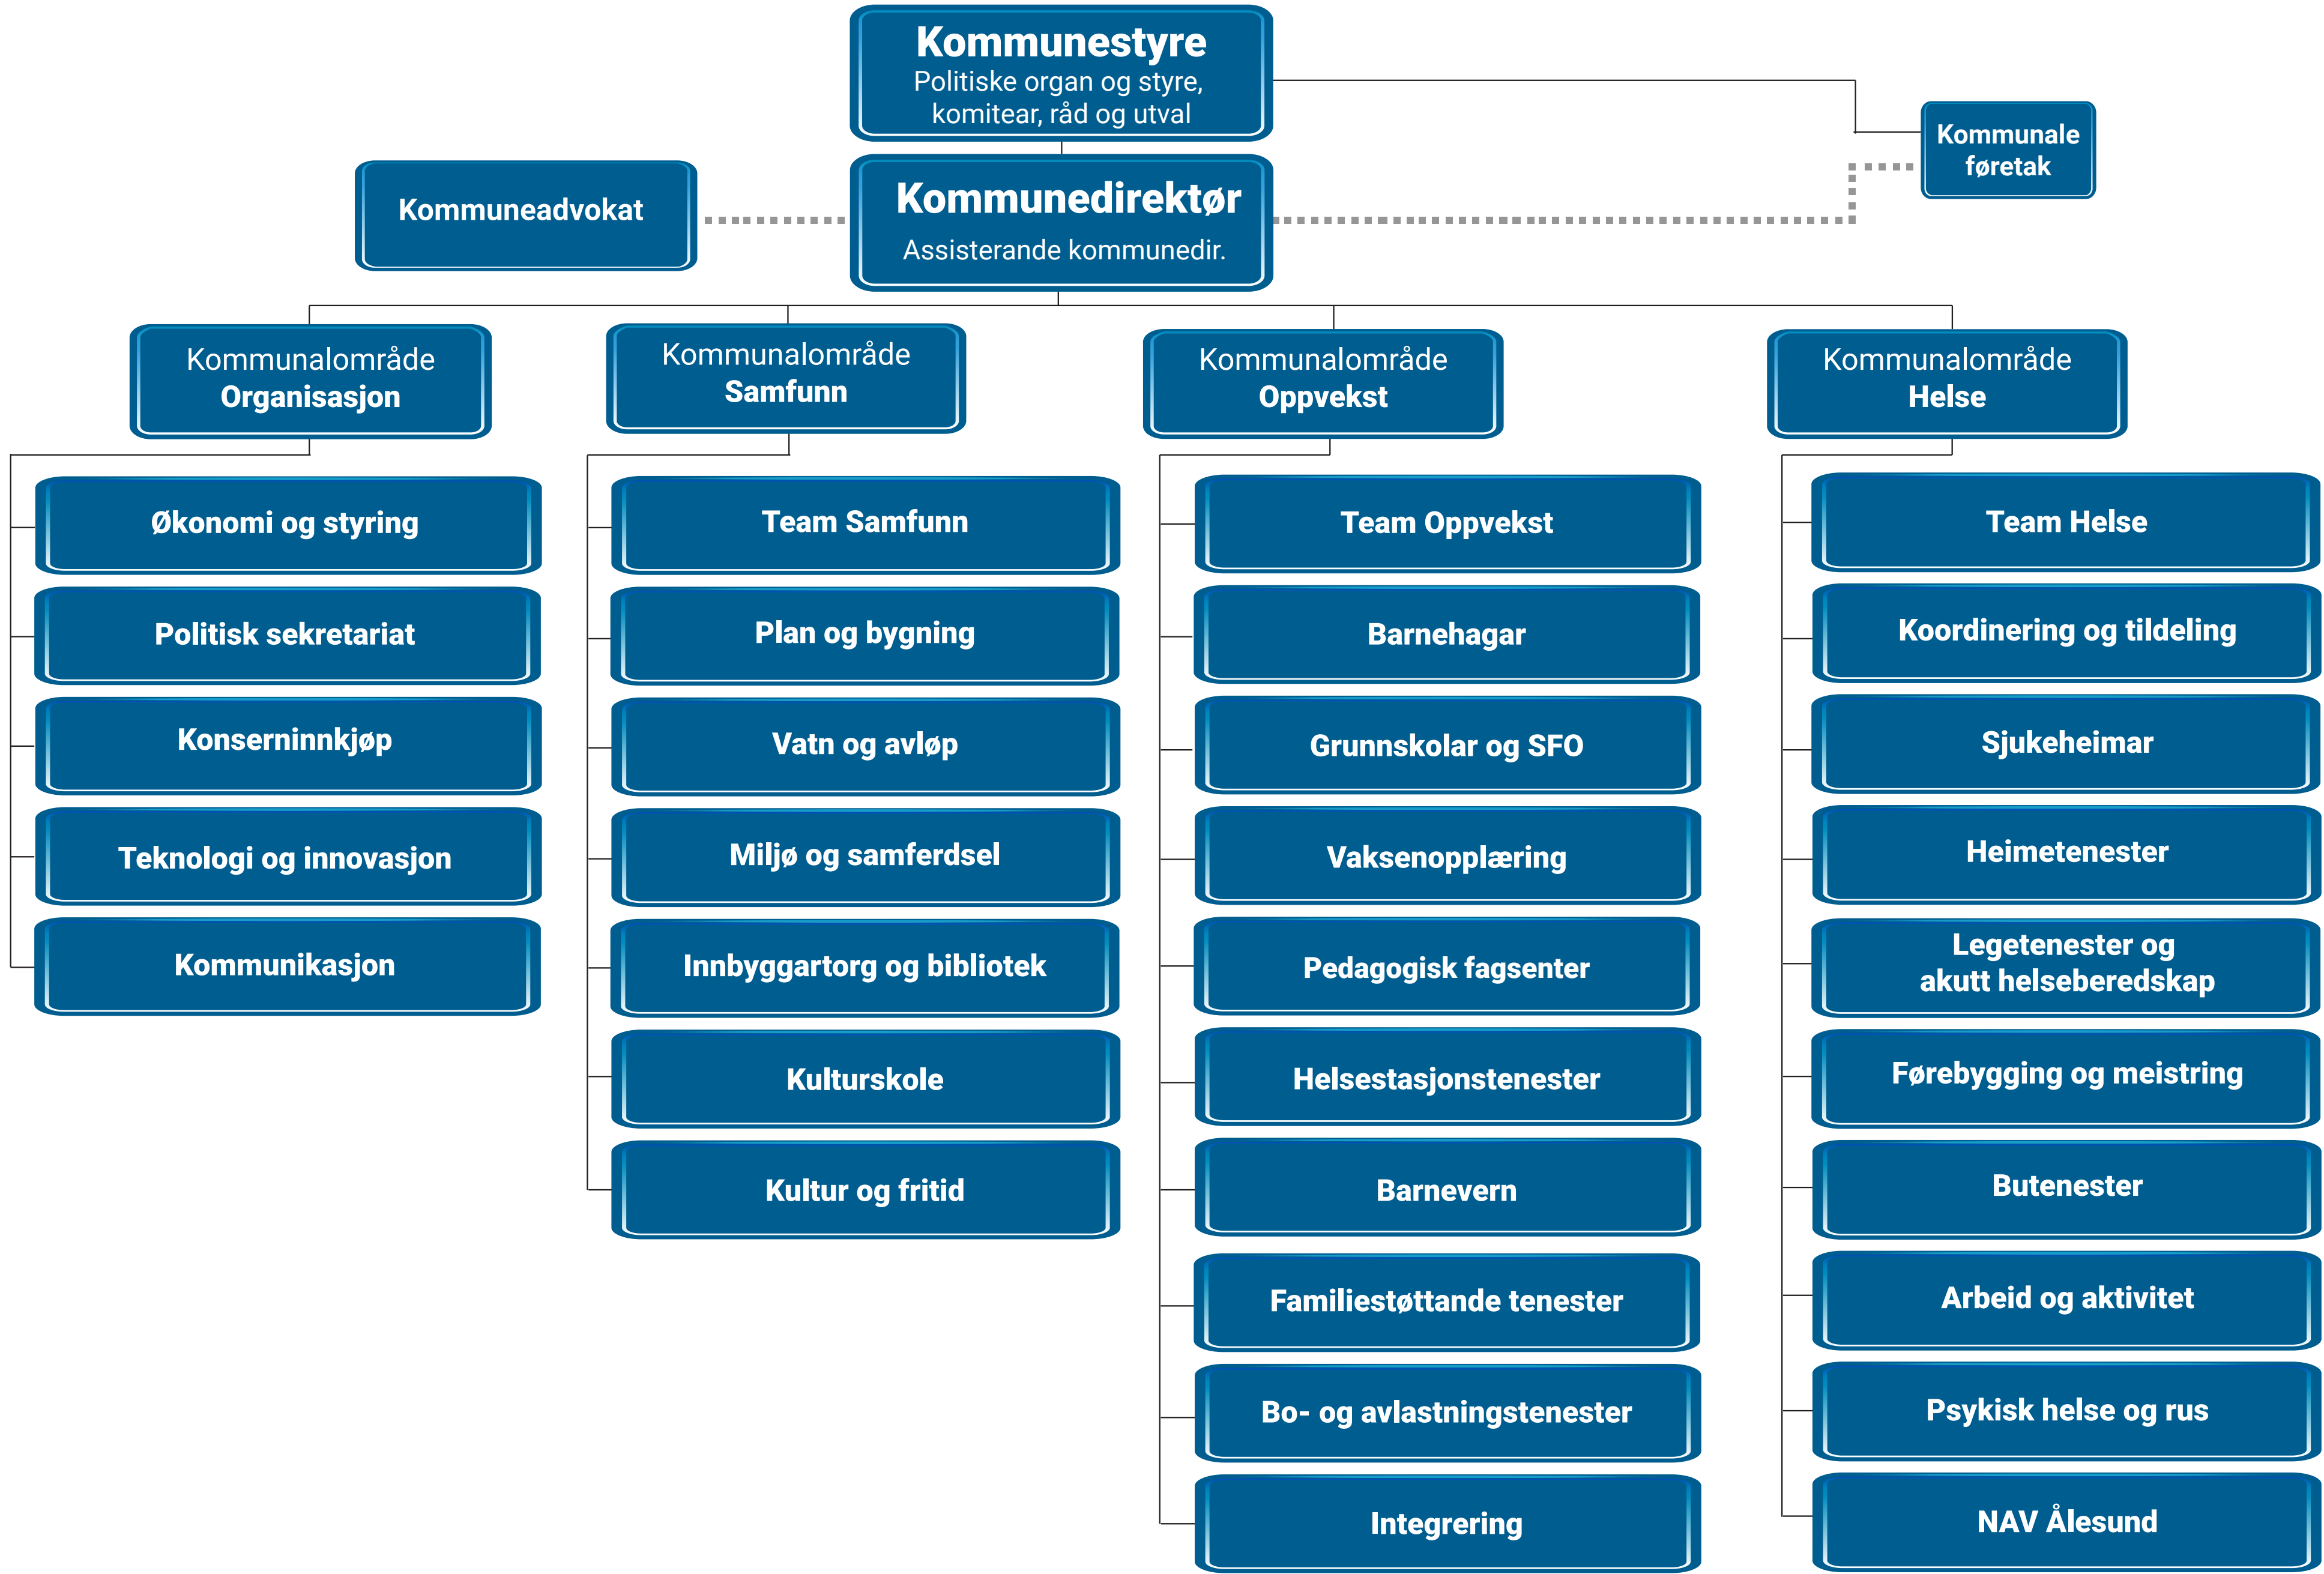 Kommunestyre
Politiske organ og styre,
komitear, råd og utval
Kommunale
føretak
Kommuneadvokat
Kommunedirektør
Assisterande kommunedir.
Kommunalområde
Organisasjon
Økonomi og styring
Politisk sekretariat
Konserninnkjøp
Teknologi og innovasjon
Kommunikasjon
Kommunalområde
Samfunn
Team Samfunn
Plan og bygning
Vatn og avløp
Miljø og samferdsel
Innbyggartorg og bibliotek
Kulturskole
Kultur og fritid
Kommunalområde
Oppvekst
Team Oppvekst
Barnehagar
Grunnskolar og SFO
Vaksenopplæring
Pedagogisk fagsenter
Helsestasjonstenester
Barnevern
Familiestøttande tenester
Bo- og avlastningstenester
Integrering
Kommunalområde
Helse
Team Helse
Koordinering og tildeling
Sjukeheimar
Heimetenester
Legetenester og
akutt helseberedskap
Førebygging og meistring
Butenester
Arbeid og aktivitet
Psykisk helse og rus
NAV Ålesund